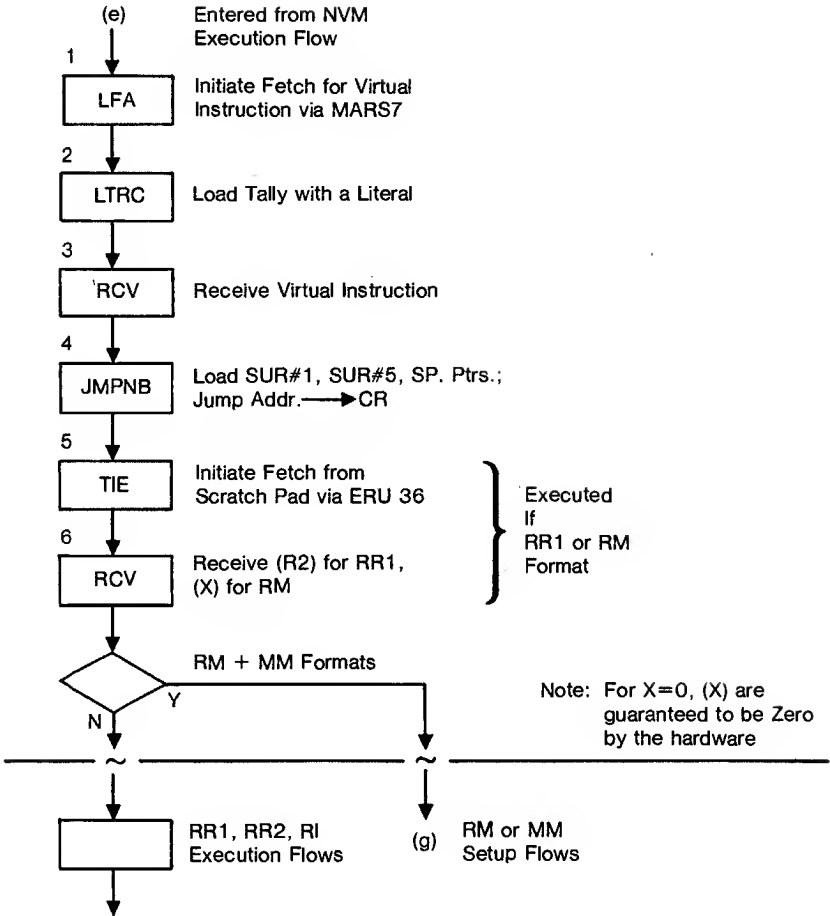 (e)
Entered from NVM
Execution Flow
1
LFA
Initiate Fetch for Virtual
Instruction via MARS7
2
LTRC
Load Tally with a Literal
3
RCV
Receive Virtual Instruction
4
JMPNB
Load SUR#1, SUR#5, SP. Ptrs.;
Jump Addr.→CR
5
TIE
Initiate Fetch from
Scratch Pad via ERU 36
6
RCV
Receive (R2) for RR1,
(X) for RM
Executed
If
RR1 or RM
Format
RM + MM Formats
Y
N
Note: For X=0, (X) are
guaranteed to be Zero
by the hardware
~
~
RR1, RR2, RI
Execution Flows
(g)
RM or MM
Setup Flows